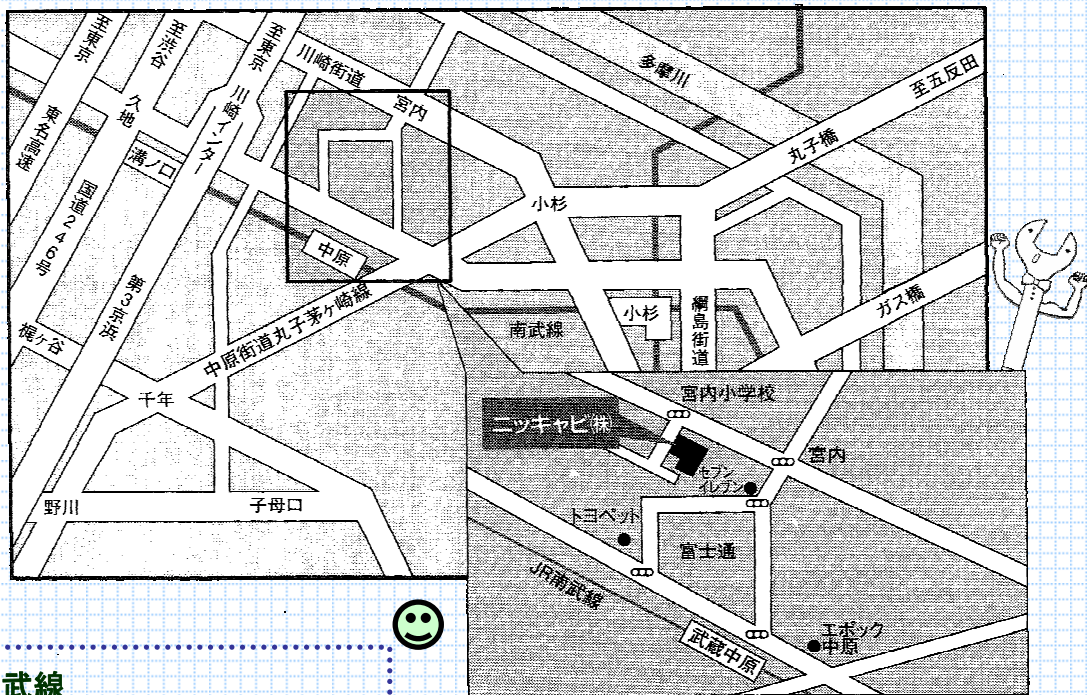 至東京
至渋谷
至東京
川崎街道
多摩川
至五反田
久地
川崎インター
宮内
東名高速
溝ノ口
丸子橋
国道246号
小杉
中原
第3京浜
ガス橋
小杉
綱島街道
南武線
中原街道丸子茅ヶ崎線
梶ヶ谷
千年
野川
子母口
宮内小学校
ニッキャビ㈱
宮内
セブン
イレブン
トヨペット
富士通
JR南武線
武蔵中原
エポック
中原
武線